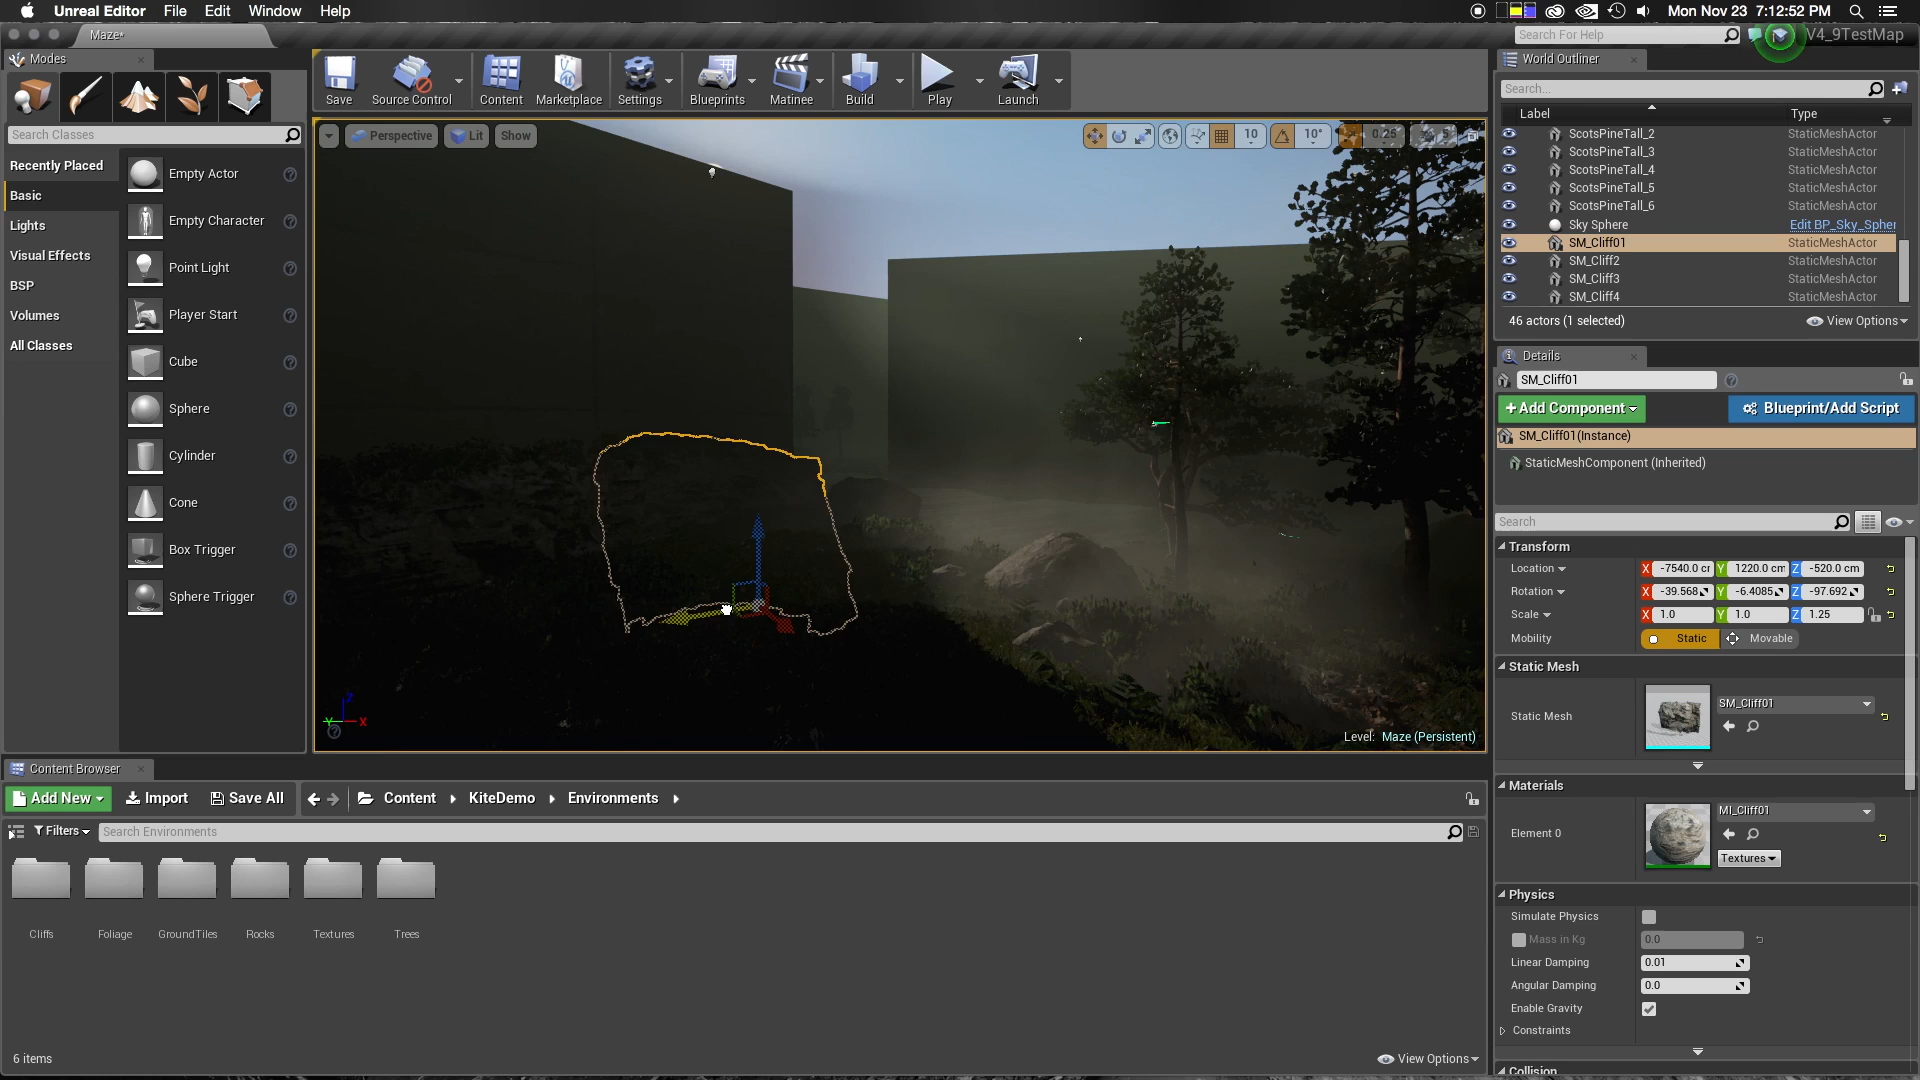 Unreal Editor File Edit Window Help
Mon Nov 23 7:12:52 PM
Maze*
Search For Help
V4_9TestMap
Modes
Search Classes
Recently Placed
Basic
Lights
Visual Effects
BSP
Volumes
All Classes
Empty Actor
Empty Character
Point Light
Player Start
Cube
Sphere
Cylinder
Cone
Box Trigger
Sphere Trigger
Save
Source Control
Content
Marketplace
Settings
Blueprints
Matinee
Build
Play
Launch
Perspective
Lit
Show
10
10°
0.25
5
Z
Y
X
Level: Maze (Persistent)
World Outliner
Search...
Label Type
ScotsPineTall_2 StaticMeshActor
ScotsPineTall_3 StaticMeshActor
ScotsPineTall_4 StaticMeshActor
ScotsPineTall_5 StaticMeshActor
ScotsPineTall_6 StaticMeshActor
Sky Sphere Edit BP_Sky_Spher
SM_Cliff01 StaticMeshActor
SM_Cliff2 StaticMeshActor
SM_Cliff3 StaticMeshActor
SM_Cliff4 StaticMeshActor
46 actors (1 selected) View Options
Details
SM_Cliff01
+Add Component Blueprint/Add Script
SM_Cliff01(Instance)
StaticMeshComponent (Inherited)
Search
Transform
Location X -7540.0 cm Y 1220.0 cm Z -520.0 cm
Rotation X -39.568 Y -6.4085 Z -97.692
Scale X 1.0 Y 1.0 Z 1.25
Mobility Static Movable
Static Mesh
Static Mesh SM_Cliff01
Materials
Element 0 MI_Cliff01
Textures
Physics
Simulate Physics
Mass in Kg 0.0
Linear Damping 0.01
Angular Damping 0.0
Enable Gravity
Constraints
Collision
Content Browser
Add New Import Save All Content KiteDemo Environments
Filters Search Environments
Cliffs Foliage GroundTiles Rocks Textures Trees
6 items View Options